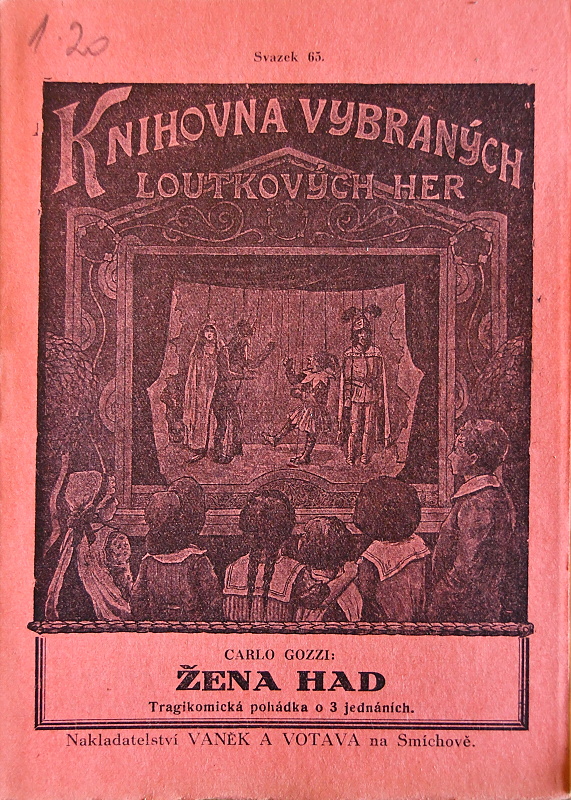 1·20
Svazek 65.
KNIHOVNA VYBRANÝCH
LOUTKOVÝCH HER
CARLO GOZZI:
ŽENA HAD
Tragikomická pohádka o 3 jednáních.
Nakladatelství VANĚK A VOTAVA na Smíchově.